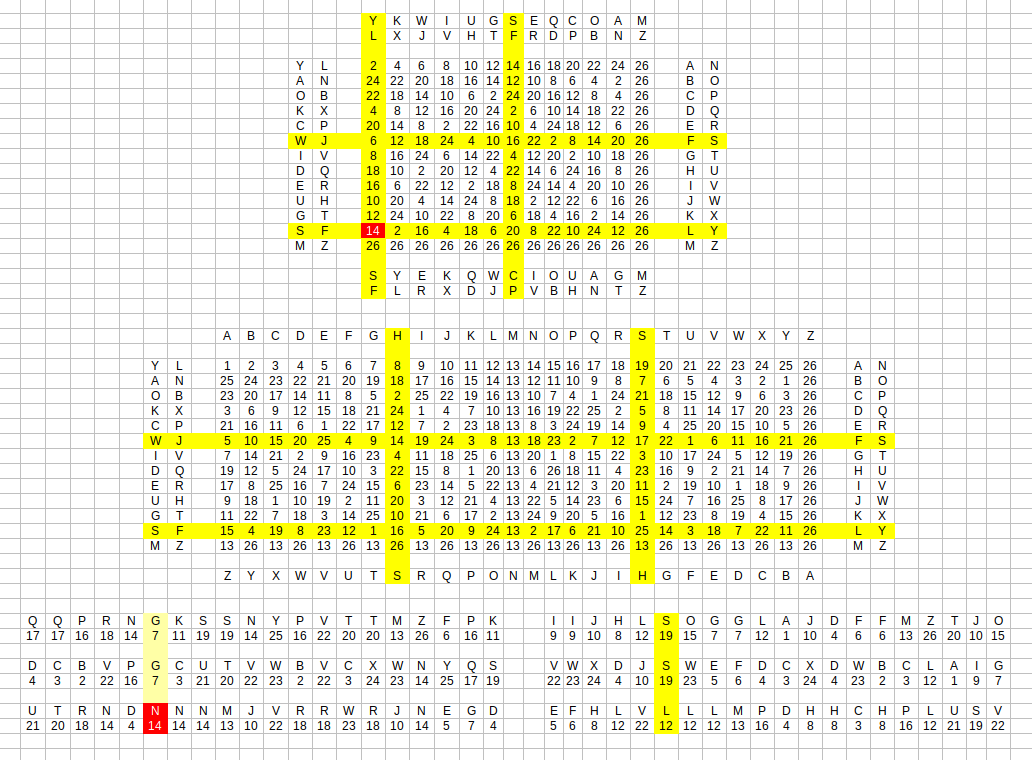 Y K W I U G S E Q C O A M
L X J V H T F R D P B N Z
Y L 2 4 6 8 10 12 14 16 18 20 22 24 26 A N
A N 24 22 20 18 16 14 12 10 8 6 4 2 26 B O
O B 22 18 14 10 6 2 24 20 16 12 8 4 26 C P
K X 4 8 12 16 20 24 2 6 10 14 18 22 26 D Q
C P 20 14 8 2 22 16 10 4 24 18 12 6 26 E R
W J 6 12 18 24 4 10 16 22 2 8 14 20 26 F S
I V 8 16 24 6 14 22 4 12 20 2 10 18 26 G T
D Q 18 10 2 20 12 4 22 14 6 24 16 8 26 H U
E R 16 6 22 12 2 18 8 24 14 4 20 10 26 I V
U H 10 20 4 14 24 8 18 2 12 22 6 16 26 J W
G T 12 24 10 22 8 20 6 18 4 16 2 14 26 K X
S F 14 2 16 4 18 6 20 8 22 10 24 12 26 L Y
M Z 26 26 26 26 26 26 26 26 26 26 26 26 26 M Z
S Y E K Q W C I O U A G M
F L R X D J P V B H N T Z
A B C D E F G H I J K L M N O P Q R S T U V W X Y Z
Y L 1 2 3 4 5 6 7 8 9 10 11 12 13 14 15 16 17 18 19 20 21 22 23 24 25 26 A N
A N 25 24 23 22 21 20 19 18 17 16 15 14 13 12 11 10 9 8 7 6 5 4 3 2 1 26 B O
O B 23 20 17 14 11 8 5 2 25 22 19 16 13 10 7 4 1 24 21 18 15 12 9 6 3 26 C P
K X 3 6 9 12 15 18 21 24 1 4 7 10 13 16 19 22 25 2 5 8 11 14 17 20 23 26 D Q
C P 21 16 11 6 1 22 17 12 7 2 23 18 13 8 3 24 19 14 9 4 25 20 15 10 5 26 E R
W J 5 10 15 20 25 4 9 14 19 24 3 8 13 18 23 2 7 12 17 22 1 6 11 16 21 26 F S
I V 7 14 21 2 9 16 23 4 11 18 25 6 13 20 1 8 15 22 3 10 17 24 5 12 19 26 G T
D Q 19 12 5 24 17 10 3 22 15 8 1 20 13 6 26 18 11 4 23 16 9 2 21 14 7 26 H U
E R 17 8 25 16 7 24 15 6 23 14 5 22 13 4 21 12 3 20 11 2 19 10 1 18 9 26 I V
U H 9 18 1 10 19 2 11 20 3 12 21 4 13 22 5 14 23 6 15 24 7 16 25 8 17 26 J W
G T 11 22 7 18 3 14 25 10 21 6 17 2 13 24 9 20 5 16 1 12 23 8 19 4 15 26 K X
S F 15 4 19 8 23 12 1 16 5 20 9 24 13 2 17 6 21 10 25 14 3 18 7 22 11 26 L Y
M Z 13 26 13 26 13 26 13 26 13 26 13 26 13 26 13 26 13 26 13 26 13 26 13 26 13 26 M Z
Z Y X W V U T S R Q P O N M L K J I H G F E D C B A
Q Q P R N G K S S N Y P V T T M Z F P K I I J H L S O G G L A J D F F M Z T J O
17 17 16 18 14 7 11 19 19 14 25 16 22 20 20 13 26 6 16 11 9 9 10 8 12 19 15 7 7 12 1 10 4 6 6 13 26 20 10 15
D C B V P G C U T V W B V C X W N Y Q S V W X D J S W E F D C X D W B C L A I G
4 3 2 22 16 7 3 21 20 22 23 2 22 3 24 23 14 25 17 19 22 23 24 4 10 19 23 5 6 4 3 24 4 23 2 3 12 1 9 7
U T R N D N N N M J V R R W R J N E G D E F H L V L L L M P D H H C H P L U S V
21 20 18 14 4 14 14 14 13 10 22 18 18 23 18 10 14 5 7 4 5 6 8 12 22 12 12 12 13 16 4 8 8 3 8 16 12 21 19 22